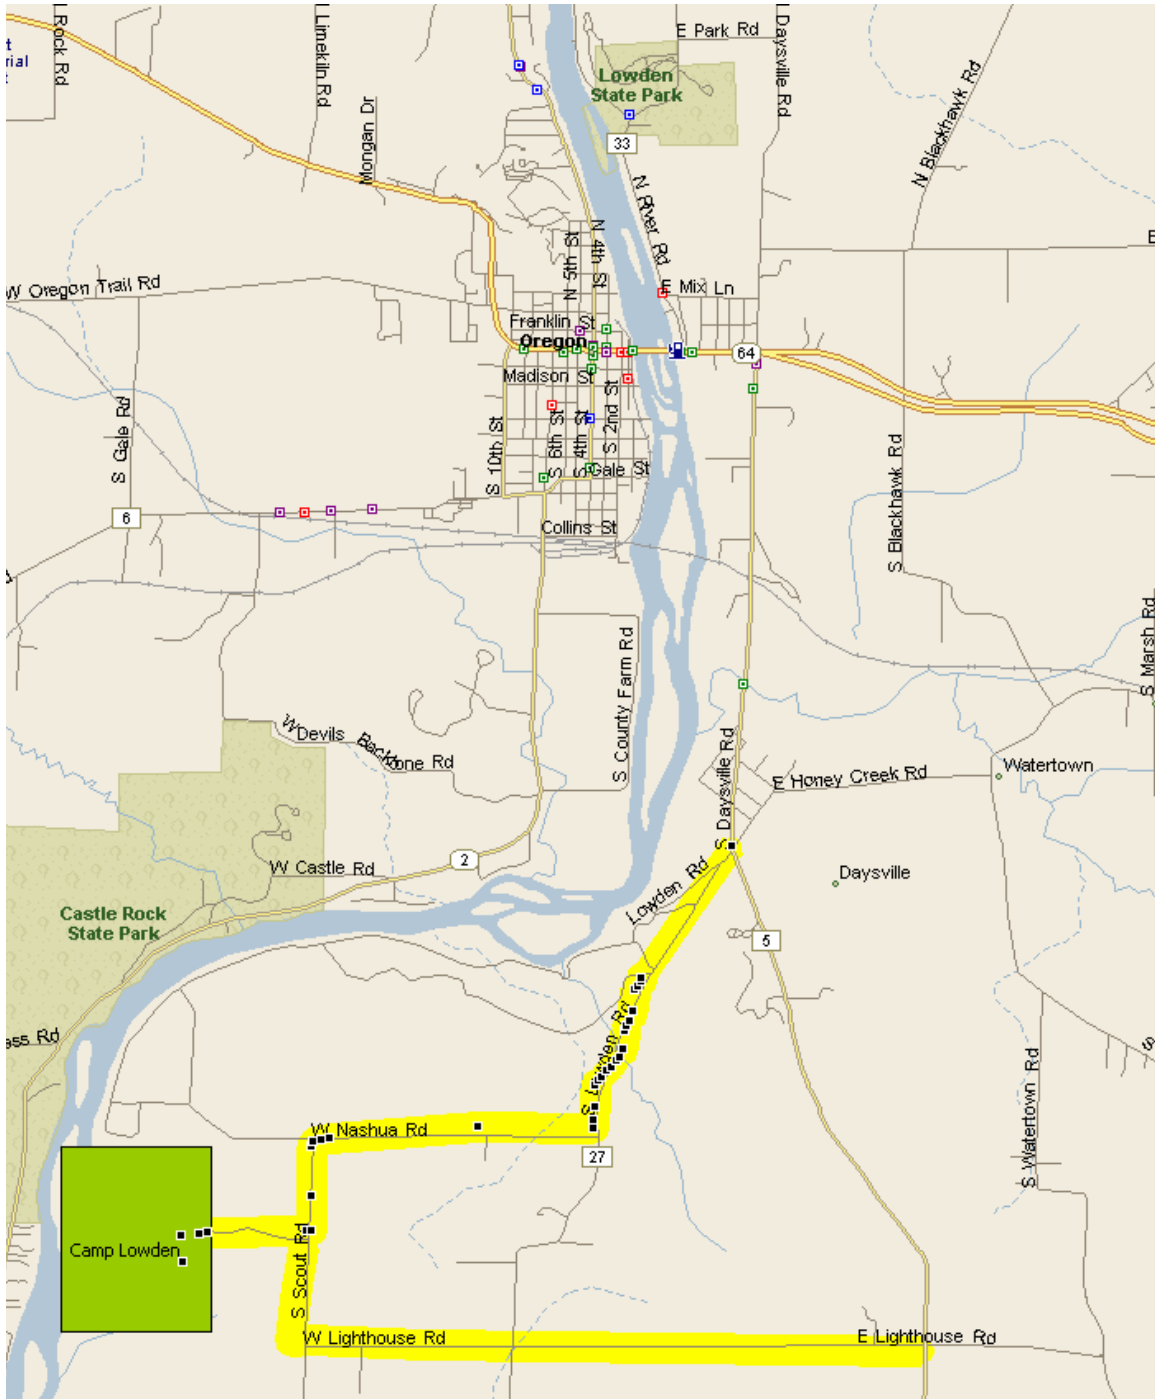 N Rock Rd
N Limekiln Rd
E Park Rd
N Daysville Rd
t
rial
t
Lowden
State Park
33
N Blackhawk Rd
Mongan Dr
N River Rd
N 4th St
N 5th St
E
W Oregon Trail Rd
E Mix Ln
Franklin St
Oregon
64
Madison St
S Gale Rd
S 10th St
S 6th St
S 4th St
S 2nd St
Gale St
S Blackhawk Rd
6
Collins St
S County Farm Rd
S Marsh Rd
W Devils Backbone Rd
S Daysville Rd
E Honey Creek Rd
Watertown
2
W Castle Rd
Daysville
Lowden Rd
Castle Rock
State Park
5
ass Rd
S Lowden Rd
S Watertown Rd
S
W Nashua Rd
27
Camp Lowden
S Scout Rd
W Lighthouse Rd
E Lighthouse Rd